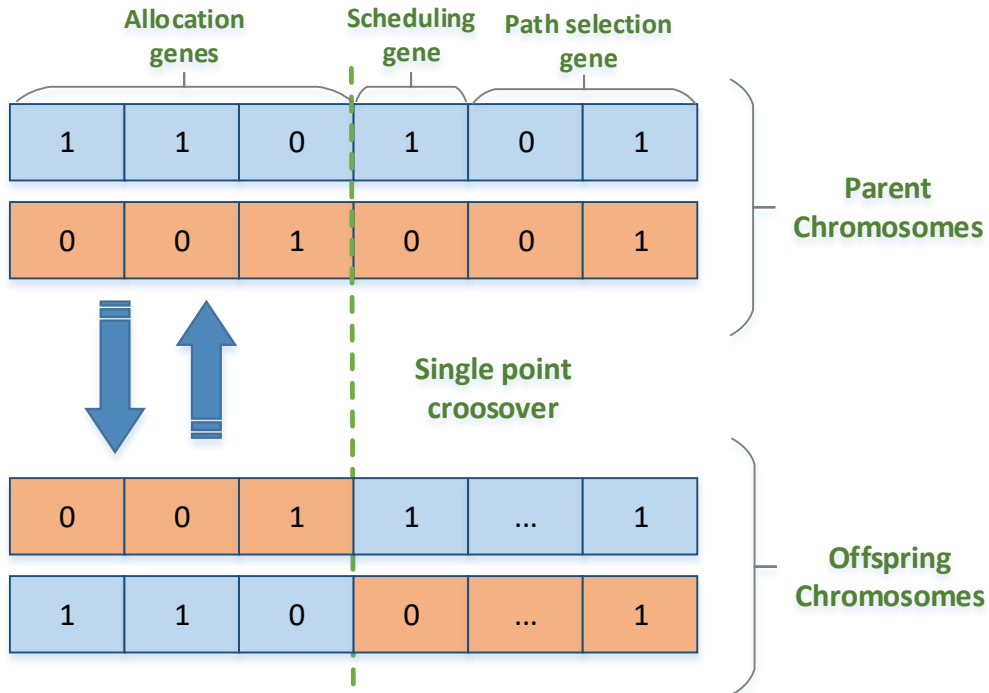 Allocation
genes
Scheduling
gene
Path selection
gene
1 1 0 1 0 1
0 0 1 0 0 1
Parent
Chromosomes
Single point
croosover
0 0 1 1 ... 1
1 1 0 0 ... 1
Offspring
Chromosomes